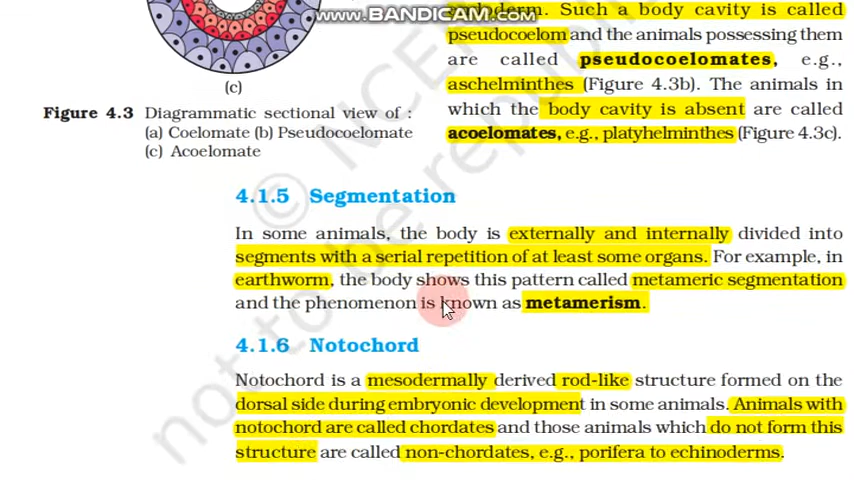 www.BANDICAM.com
Such a body cavity is called
pseudocoelom and the animals possessing them
are called pseudocoelomates, e.g.,
aschelminthes (Figure 4.3b). The animals in
which the body cavity is absent are called
acoelomates, e.g., platyhelminthes (Figure 4.3c).
(c)
Figure 4.3 Diagrammatic sectional view of :
(a) Coelomate (b) Pseudocoelomate
(c) Acoelomate
4.1.5 Segmentation
In some animals, the body is externally and internally divided into
segments with a serial repetition of at least some organs. For example, in
earthworm, the body shows this pattern called metameric segmentation
and the phenomenon is known as metamerism.
4.1.6 Notochord
Notochord is a mesodermally derived rod-like structure formed on the
dorsal side during embryonic development in some animals. Animals with
notochord are called chordates and those animals which do not form this
structure are called non-chordates, e.g., porifera to echinoderms.
not to be republi